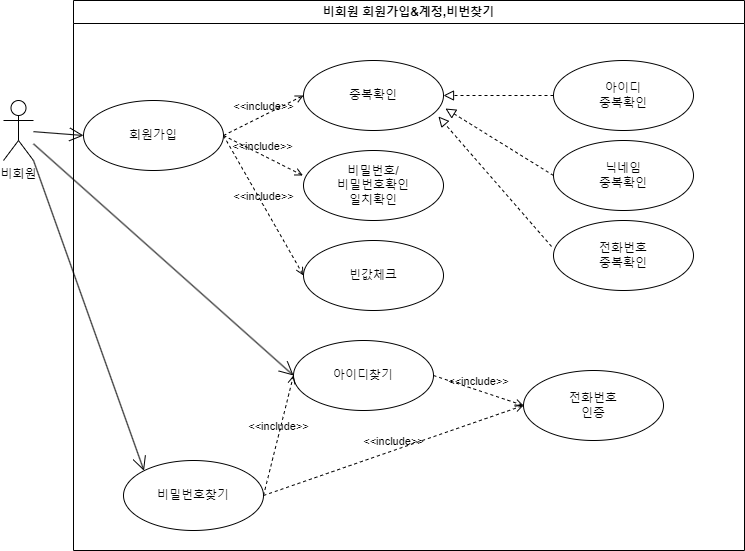 비회원 회원가입&계정,비번찾기
비회원
회원가입
<<include>>
<<include>>
<<include>>
중복확인
비밀번호/
비밀번호확인
일치확인
빈값체크
아이디
중복확인
닉네임
중복확인
전화번호
중복확인
아이디찾기
<<include>>
<<include>>
<<include>>
전화번호
인증
비밀번호찾기